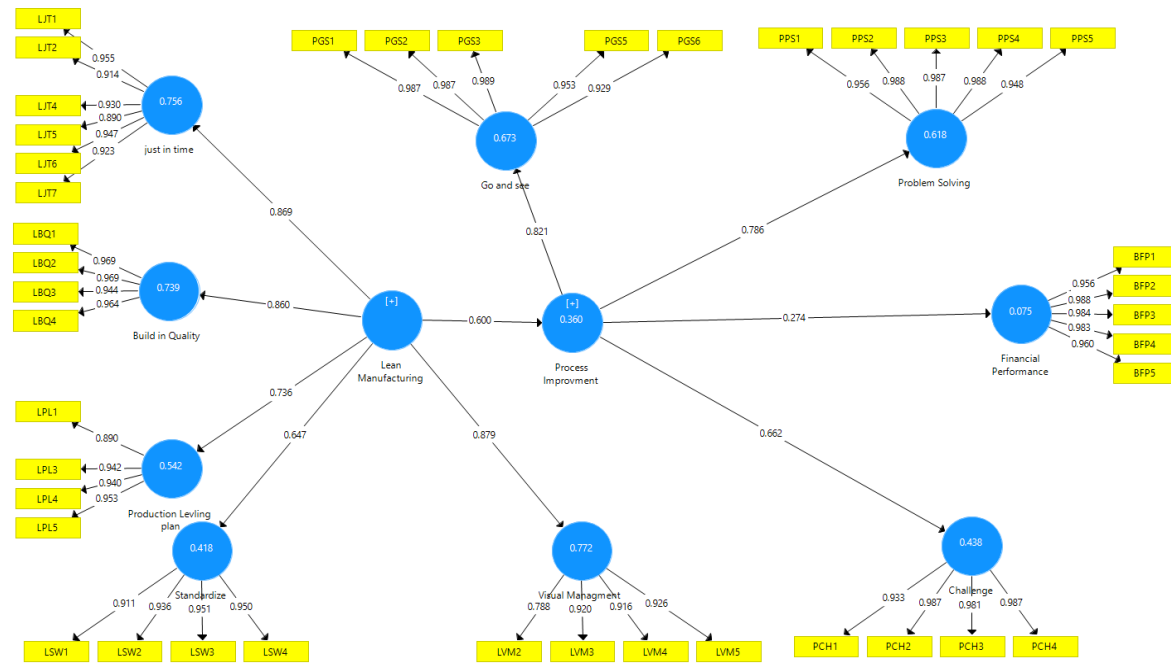 LJT1
LJT2
LJT4
LJT5
LJT6
LJT7
0.955
0.914
0.930
0.890
0.947
0.923
0.756
just in time
PGS1
PGS2
PGS3
PGS5
PGS6
0.987
0.987
0.989
0.953
0.929
0.673
Go and see
PPS1
PPS2
PPS3
PPS4
PPS5
0.956
0.988
0.987
0.988
0.948
0.618
Problem Solving
0.869
0.821
0.786
LBQ1
LBQ2
LBQ3
LBQ4
0.969
0.969
0.944
0.964
0.739
Build in Quality
0.860
[+]
Lean
Manufacturing
0.600
[+]
0.360
Process
Improvment
0.274
0.075
Financial
Performance
0.956
0.988
0.984
0.983
0.960
BFP1
BFP2
BFP3
BFP4
BFP5
0.736
0.647
0.879
0.662
LPL1
LPL3
LPL4
LPL5
0.890
0.942
0.940
0.953
0.542
Production Levling
plan
0.418
Standardize
0.911
0.936
0.951
0.950
LSW1
LSW2
LSW3
LSW4
0.772
Visual Managment
0.788
0.920
0.916
0.926
LVM2
LVM3
LVM4
LVM5
0.438
Challenge
0.933
0.987
0.981
0.987
PCH1
PCH2
PCH3
PCH4